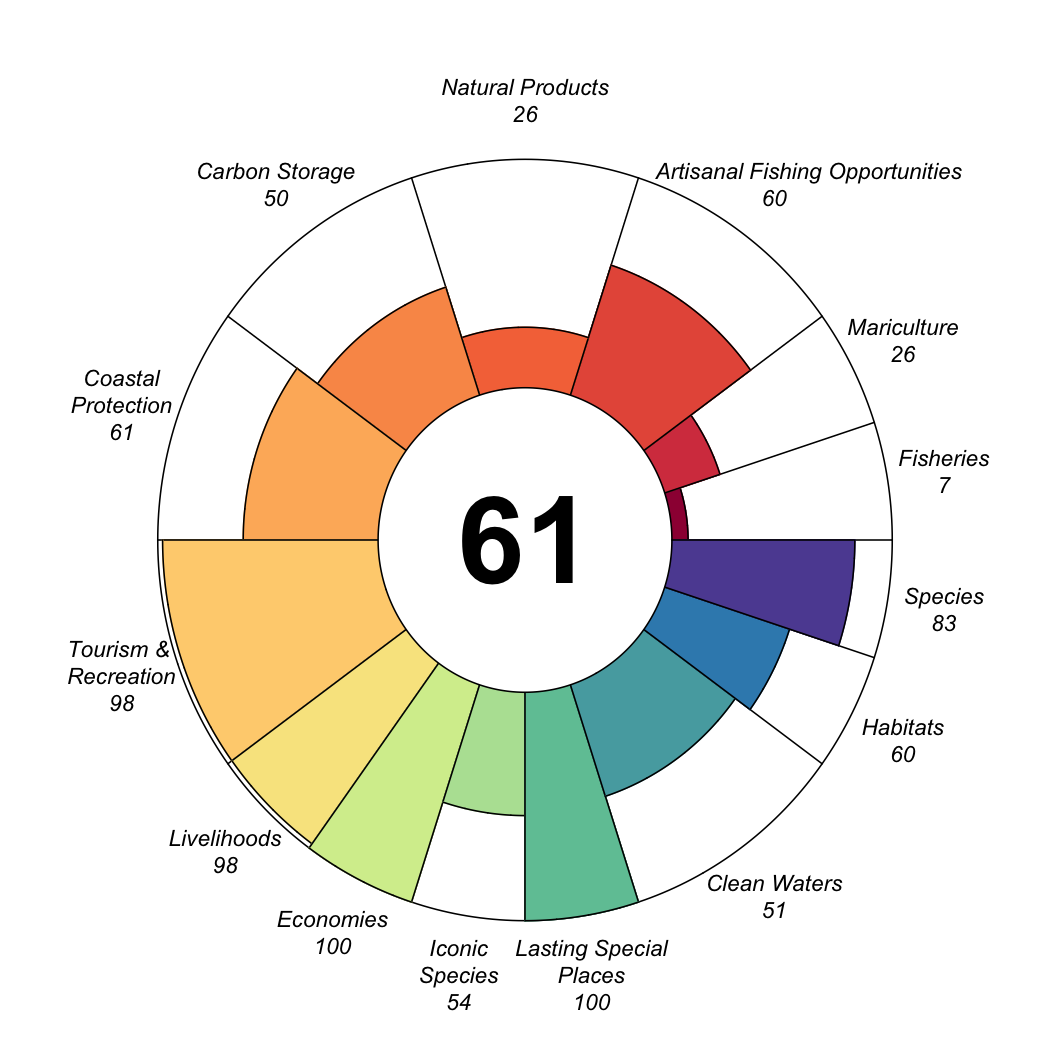 Natural Products
26
Carbon Storage
50
Artisanal Fishing Opportunities
60
Mariculture
26
Coastal
Protection
61
Fisheries
7
61
Species
83
Tourism &
Recreation
98
Habitats
60
Livelihoods
98
Clean Waters
51
Economies
100
Iconic
Species
54
Lasting Special
Places
100